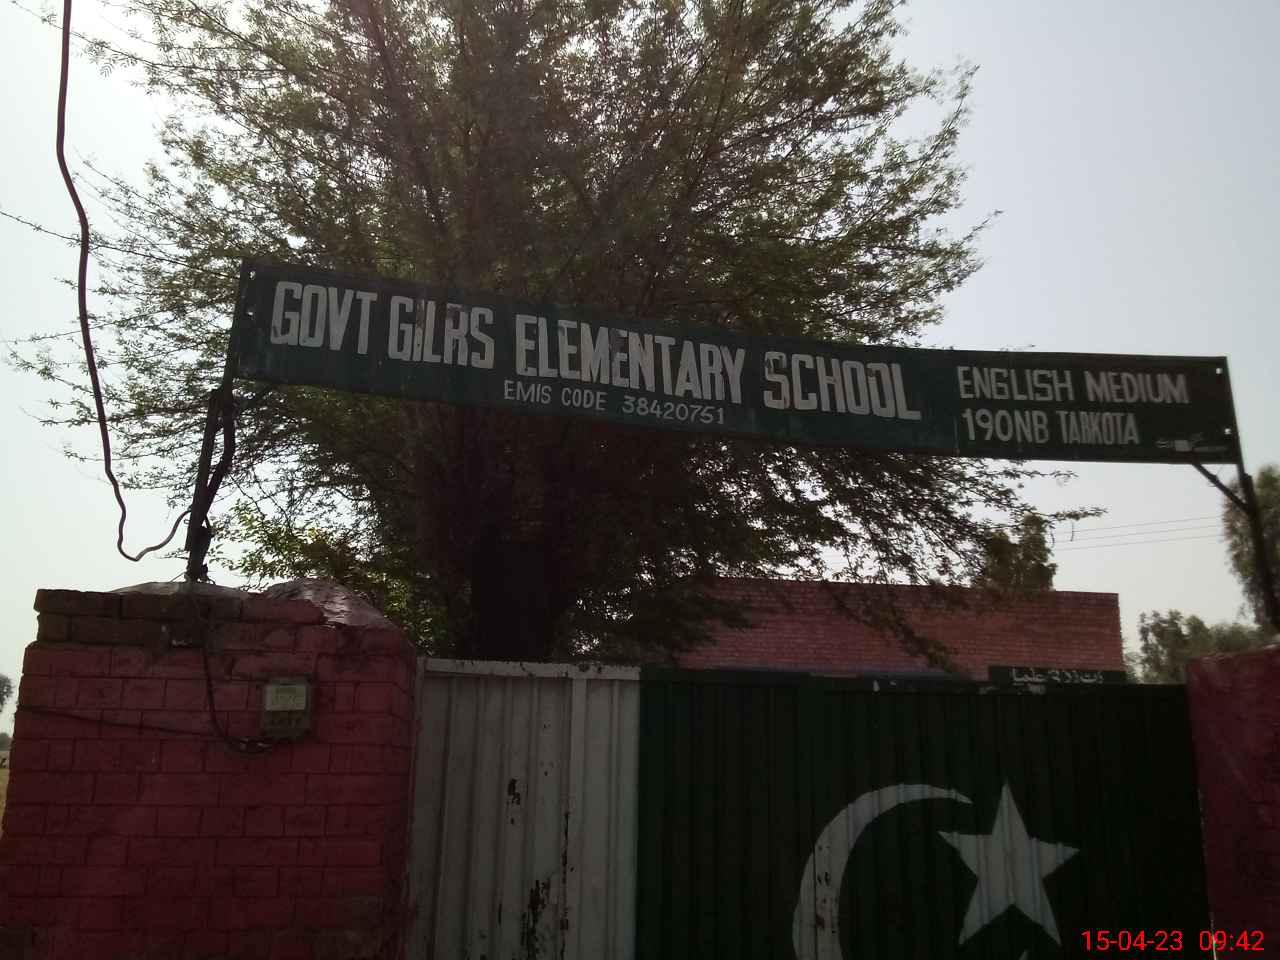 GOVT GILRS ELEMENTARY SCHOOL
EMIS CODE 38420751
ENGLISH MEDIUM
190NB TARKOTA
15-04-23 09:42